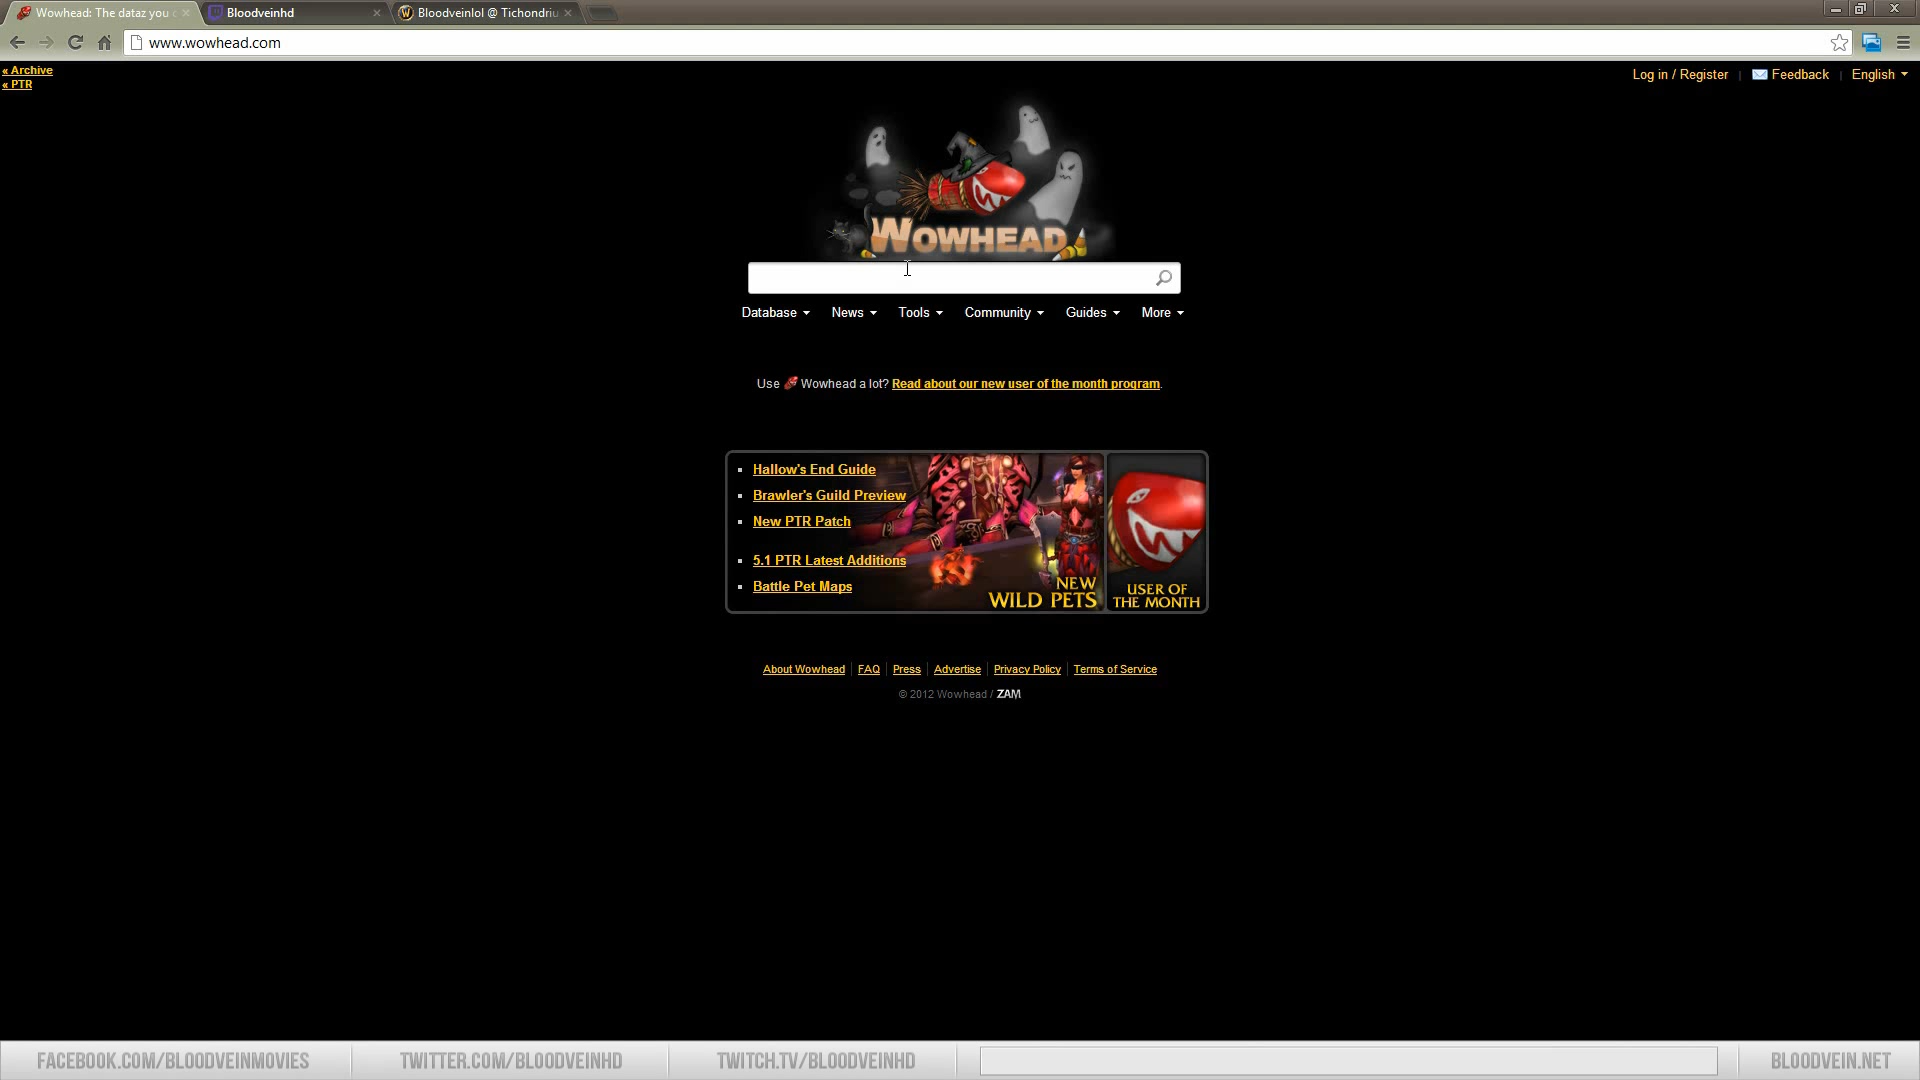 Wowhead: The dataz you
Bloodveinhd
Bloodveinlol @ Tichondriu
www.wowhead.com
« Archive
« PTR
Log in / Register | Feedback | English
WOWHEAD
Database News Tools Community Guides More
Use Wowhead a lot? Read about our new user of the month program.
Hallow's End Guide
Brawler's Guild Preview
New PTR Patch
5.1 PTR Latest Additions
Battle Pet Maps
NEW
WILD PETS
USER OF
THE MONTH
About Wowhead | FAQ | Press | Advertise | Privacy Policy | Terms of Service
© 2012 Wowhead / ZAM
FACEBOOK.COM/BLOODVEINMOVIES
TWITTER.COM/BLOODVEINHD
TWITCH.TV/BLOODVEINHD
BLOODVEIN.NET